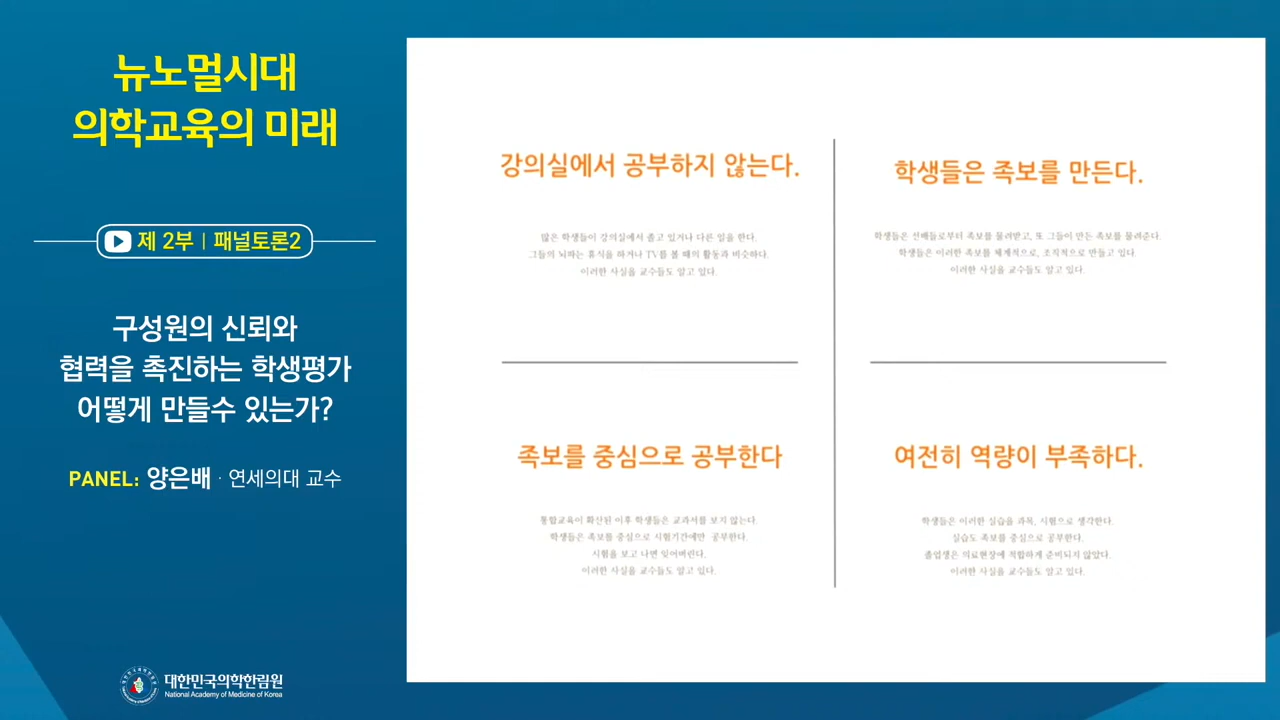 뉴노멀시대
의학교육의 미래
제 2부 | 패널토론2
구성원의 신뢰와
협력을 촉진하는 학생평가
어떻게 만들수 있는가?
PANEL: 양은배 · 연세의대 교수
대한민국의학한림원
National Academy of Medicine of Korea
강의실에서 공부하지 않는다.
많은 학생들이 강의실에서 졸고 있거나 다른 일을 한다.
그들의 뇌파는 휴식을 하거나 TV를 볼 때의 활동과 비슷하다.
이러한 사실을 교수들도 알고 있다.
학생들은 족보를 만든다.
학생들은 선배들로부터 족보를 물려받고, 또 그들이 만든 족보를 물려준다.
학생들은 이러한 족보를 체계적으로, 조직적으로 만들고 있다.
이러한 사실을 교수들도 알고 있다.
족보를 중심으로 공부한다
통합교육이 확산된 이후 학생들은 교과서를 보지 않는다.
학생들은 족보를 중심으로 시험기간에만 공부한다.
시험을 보고 나면 잊어버린다.
이러한 사실을 교수들도 알고 있다.
여전히 역량이 부족하다.
학생들은 이러한 실습을 과목, 시험으로 생각한다.
실습도 족보를 중심으로 공부한다.
졸업생은 의료현장에 적합하게 준비되지 않았다.
이러한 사실을 교수들도 알고 있다.